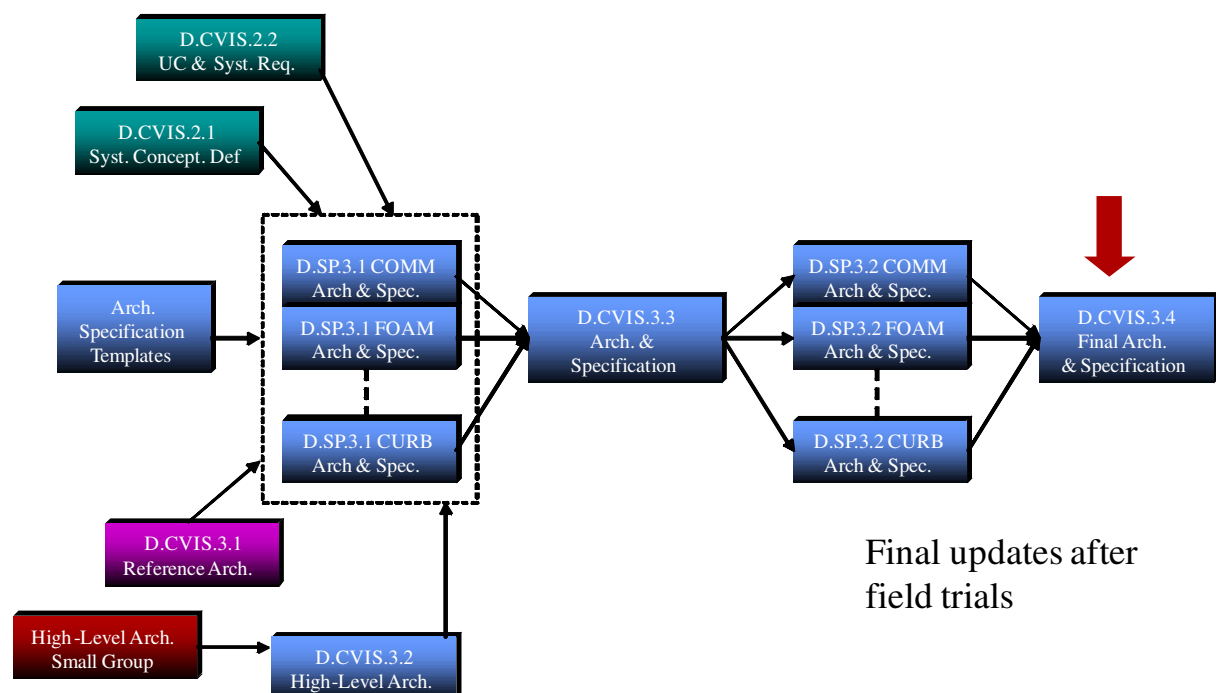 D.CVIS.2.2
UC & Syst. Req.
D.CVIS.2.1
Syst. Concept. Def
Arch.
Specification
Templates
D.SP.3.1 COMM
Arch & Spec.
D.SP.3.1 FOAM
Arch & Spec.
D.SP.3.1 CURB
Arch & Spec.
D.CVIS.3.3
Arch. &
Specification
D.SP.3.2 COMM
Arch & Spec.
D.SP.3.2 FOAM
Arch & Spec.
D.SP.3.2 CURB
Arch & Spec.
D.CVIS.3.4
Final Arch.
& Specification
D.CVIS.3.1
Reference Arch.
High-Level Arch.
Small Group
D.CVIS.3.2
High-Level Arch.
Final updates after
field trials